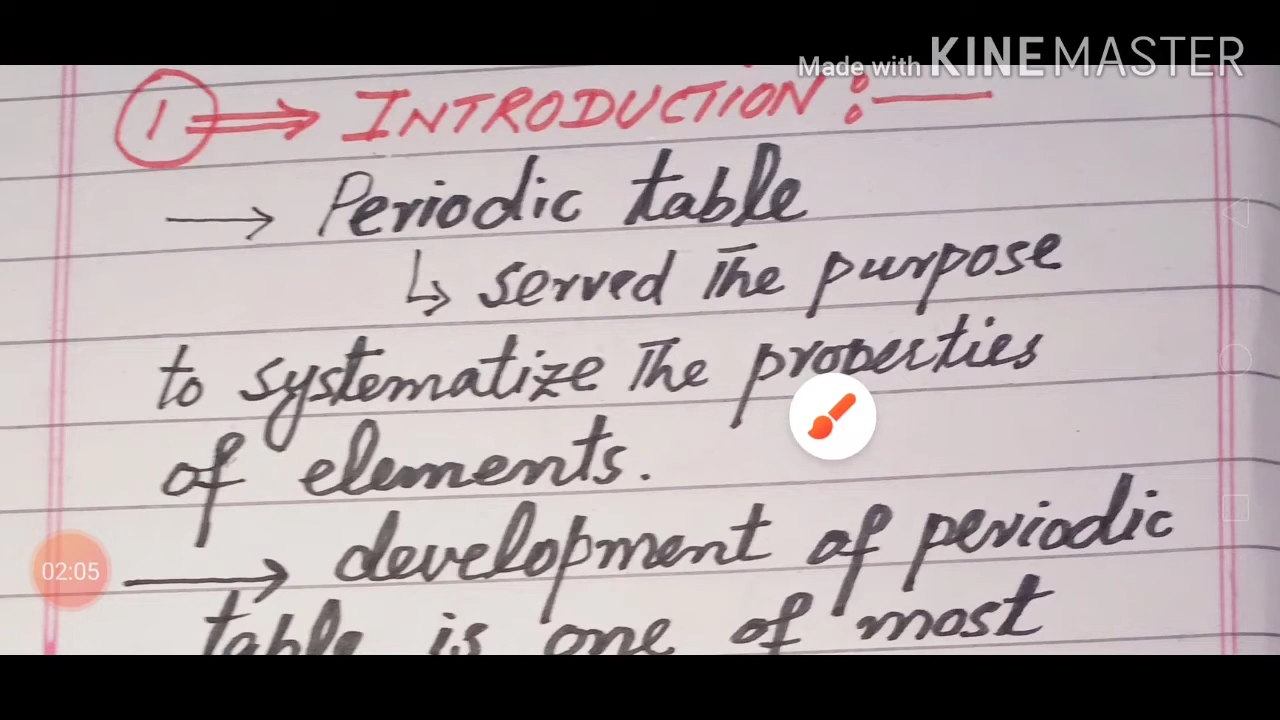 Made with KINEMASTER
1 ⇒ INTRODUCTION :—
→ Periodic table
↳ served the purpose
to systematize the properties
of elements.
02:05
→ development of periodic
table is one of most